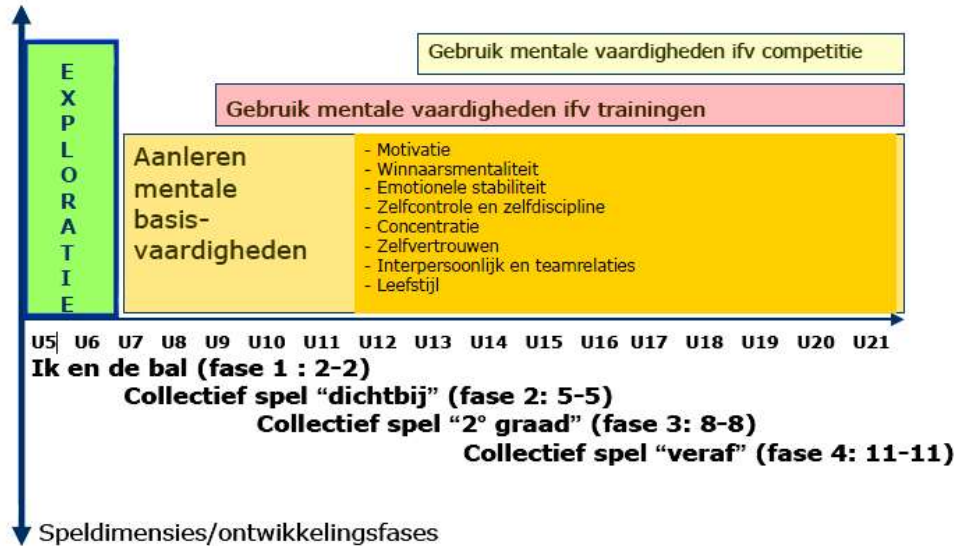 EXPLORATIE
Gebruik mentale vaardigheden ifv competitie
Gebruik mentale vaardigheden ifv trainingen
Aanleren
mentale
basis-
vaardigheden
- Motivatie
- Winnaarsmentaliteit
- Emotionele stabiliteit
- Zelfcontrole en zelfdiscipline
- Concentratie
- Zelfvertrouwen
- Interpersoonlijk en teamrelaties
- Leefstijl
U5 U6 U7 U8 U9 U10 U11 U12 U13 U14 U15 U16 U17 U18 U19 U20 U21
Ik en de bal (fase 1 : 2-2)
Collectief spel “dichtbij” (fase 2: 5-5)
Collectief spel “2° graad” (fase 3: 8-8)
Collectief spel “veraf” (fase 4: 11-11)
Speldimensies/ontwikkelingsfases